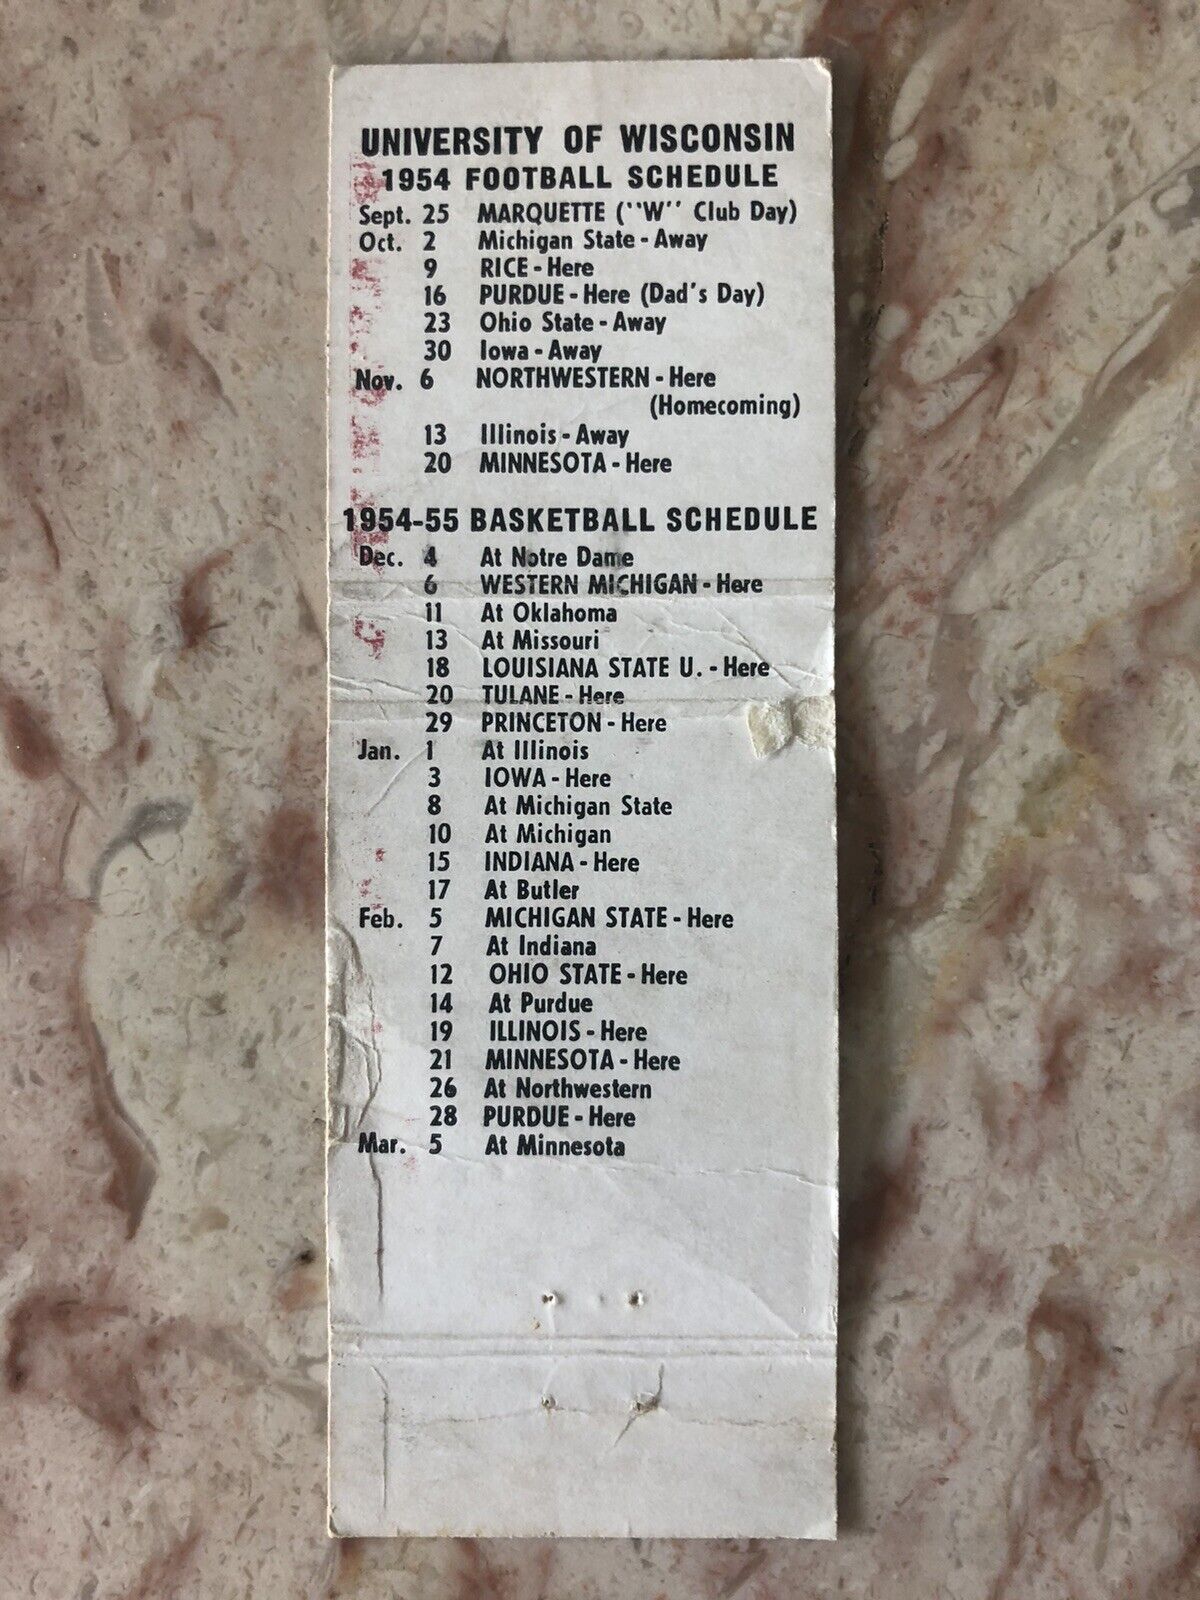 UNIVERSITY OF WISCONSIN
1954 FOOTBALL SCHEDULE
Sept. 25 MARQUETTE ("W" Club Day)
Oct. 2 Michigan State - Away
9 RICE - Here
16 PURDUE - Here (Dad's Day)
23 Ohio State - Away
30 Iowa - Away
Nov. 6 NORTHWESTERN - Here
(Homecoming)
13 Illinois - Away
20 MINNESOTA - Here
1954-55 BASKETBALL SCHEDULE
Dec. 4 At Notre Dame
6 WESTERN MICHIGAN - Here
11 At Oklahoma
13 At Missouri
18 LOUISIANA STATE U. - Here
20 TULANE - Here
29 PRINCETON - Here
Jan. 1 At Illinois
3 IOWA - Here
8 At Michigan State
10 At Michigan
15 INDIANA - Here
17 At Butler
Feb. 5 MICHIGAN STATE - Here
7 At Indiana
12 OHIO STATE - Here
14 At Purdue
19 ILLINOIS - Here
21 MINNESOTA - Here
26 At Northwestern
28 PURDUE - Here
Mar. 5 At Minnesota